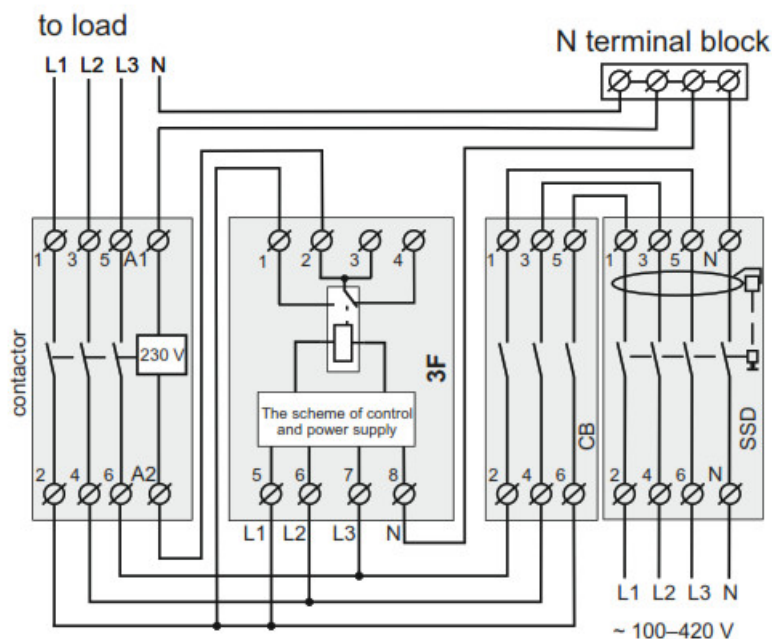 to load
N terminal block
L1 L2 L3 N
1 3 5 A1
1 2 3 4
1 3 5
1 3 5 N
contactor
230 V
3F
The scheme of control
and power supply
CB
SSD
2 4 6 A2
5 6 7 8
2 4 6
2 4 6 N
L1 L2 L3 N
L1 L2 L3 N
~ 100–420 V